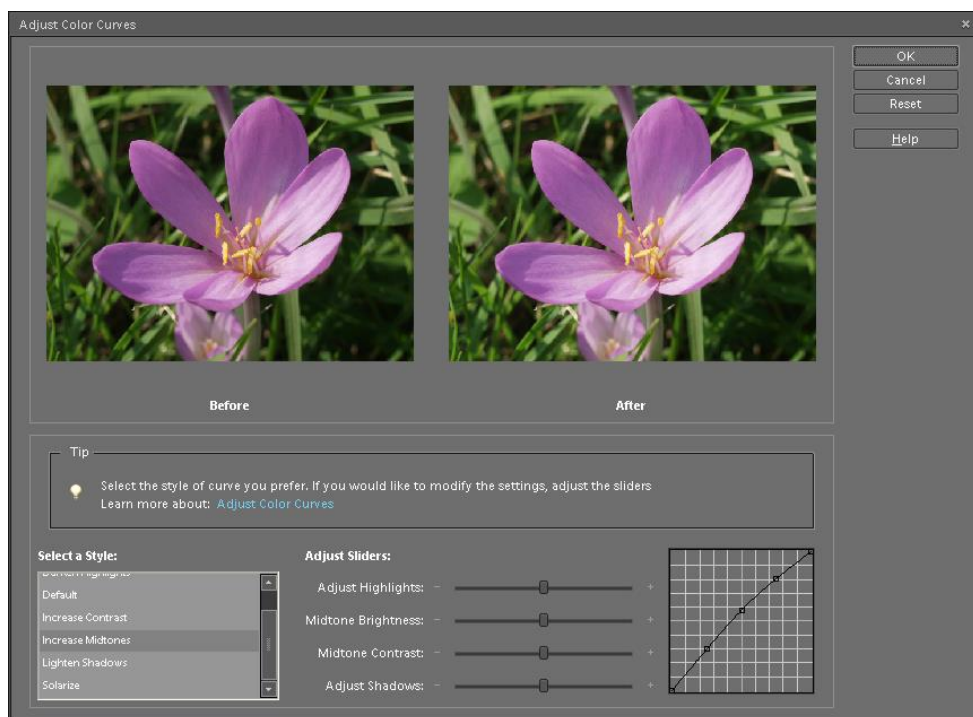 Adjust Color Curves
OK
Cancel
Reset
Help
Before
After
Tip
Select the style of curve you prefer. If you would like to modify the settings, adjust the sliders
Learn more about: Adjust Color Curves
Select a Style:
Darken Highlights
Default
Increase Contrast
Increase Midtones
Lighten Shadows
Solarize
Adjust Sliders:
Adjust Highlights: - +
Midtone Brightness: - +
Midtone Contrast: - +
Adjust Shadows: - +